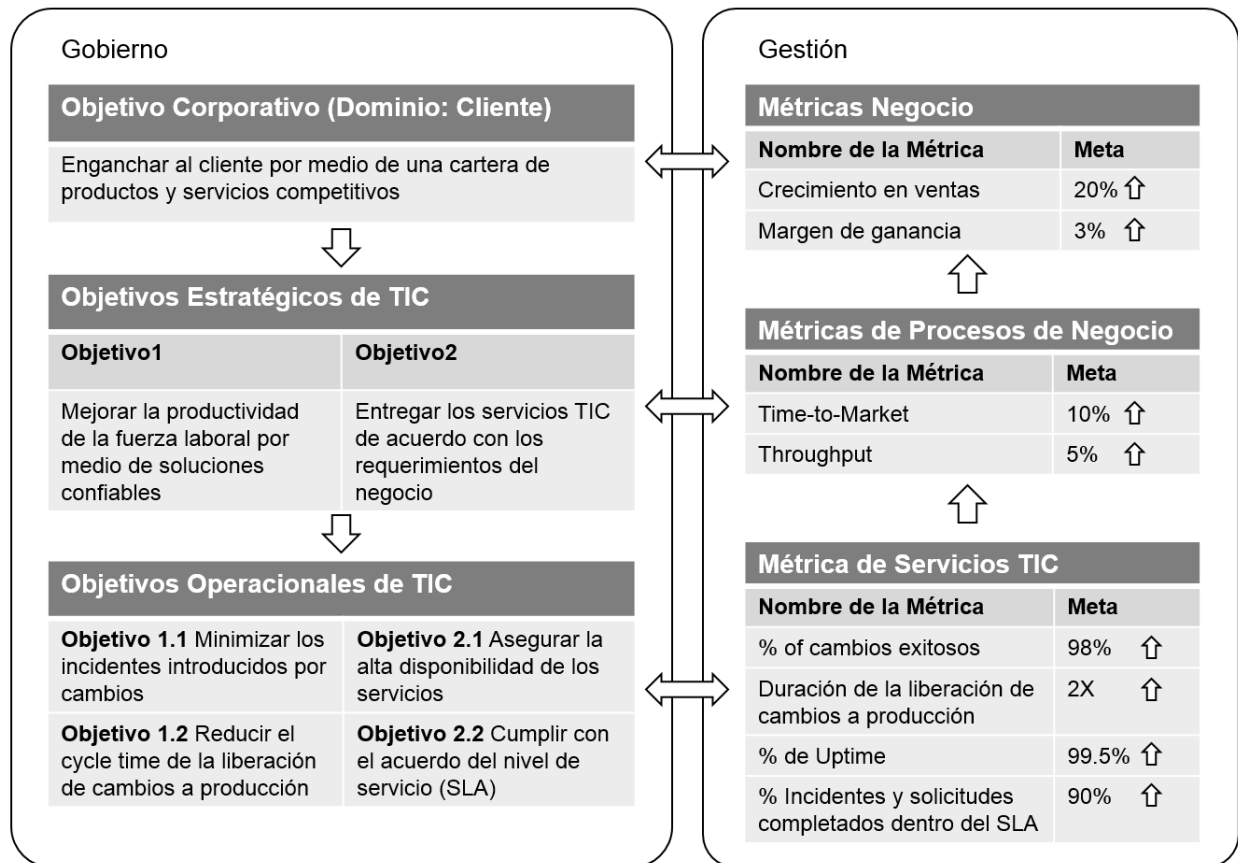 Gobierno
Objetivo Corporativo (Dominio: Cliente)
Enganchar al cliente por medio de una cartera de
productos y servicios competitivos
Objetivos Estratégicos de TIC
Objetivo1
Objetivo2
Mejorar la productividad
de la fuerza laboral por
medio de soluciones
confiables
Entregar los servicios TIC
de acuerdo con los
requerimientos del
negocio
Objetivos Operacionales de TIC
Objetivo 1.1 Minimizar los
incidentes introducidos por
cambios
Objetivo 2.1 Asegurar la
alta disponibilidad de los
servicios
Objetivo 1.2 Reducir el
cycle time de la liberación
de cambios a producción
Objetivo 2.2 Cumplir con
el acuerdo del nivel de
servicio (SLA)
Gestión
Métricas Negocio
Nombre de la Métrica Meta
Crecimiento en ventas 20%
Margen de ganancia 3%
Métricas de Procesos de Negocio
Nombre de la Métrica Meta
Time-to-Market 10%
Throughput 5%
Métrica de Servicios TIC
Nombre de la Métrica Meta
% of cambios exitosos 98%
Duración de la liberación de 2X
cambios a producción
% de Uptime 99.5%
% Incidentes y solicitudes 90%
completados dentro del SLA